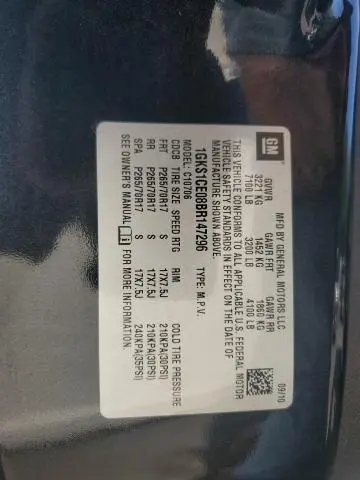 GM
MFD BY GENERAL MOTORS LLC 09/10
GVWR GAWR FRT GAWR RR
3221 KG 1452 KG 1860 KG
7100 LB 3200 LB 4100 LB
THIS VEHICLE CONFORMS TO ALL APPLICABLE U.S. FEDERAL MOTOR
VEHICLE SAFETY STANDARDS IN EFFECT ON THE DATE OF
MANUFACTURE SHOWN ABOVE.
1GKS1CE08BR147296 TYPE: M.P.V.
MODEL: C10706
CDCB TIRE SIZE SPEED RTG RIM COLD TIRE PRESSURE
FRT P265/70R17 S 17X7.5J 210KPA(30PSI)
RR P265/70R17 S 17X7.5J 210KPA(30PSI)
SPA P265/70R17 S 17X7.5J 240KPA(35PSI)
SEE OWNER'S MANUAL